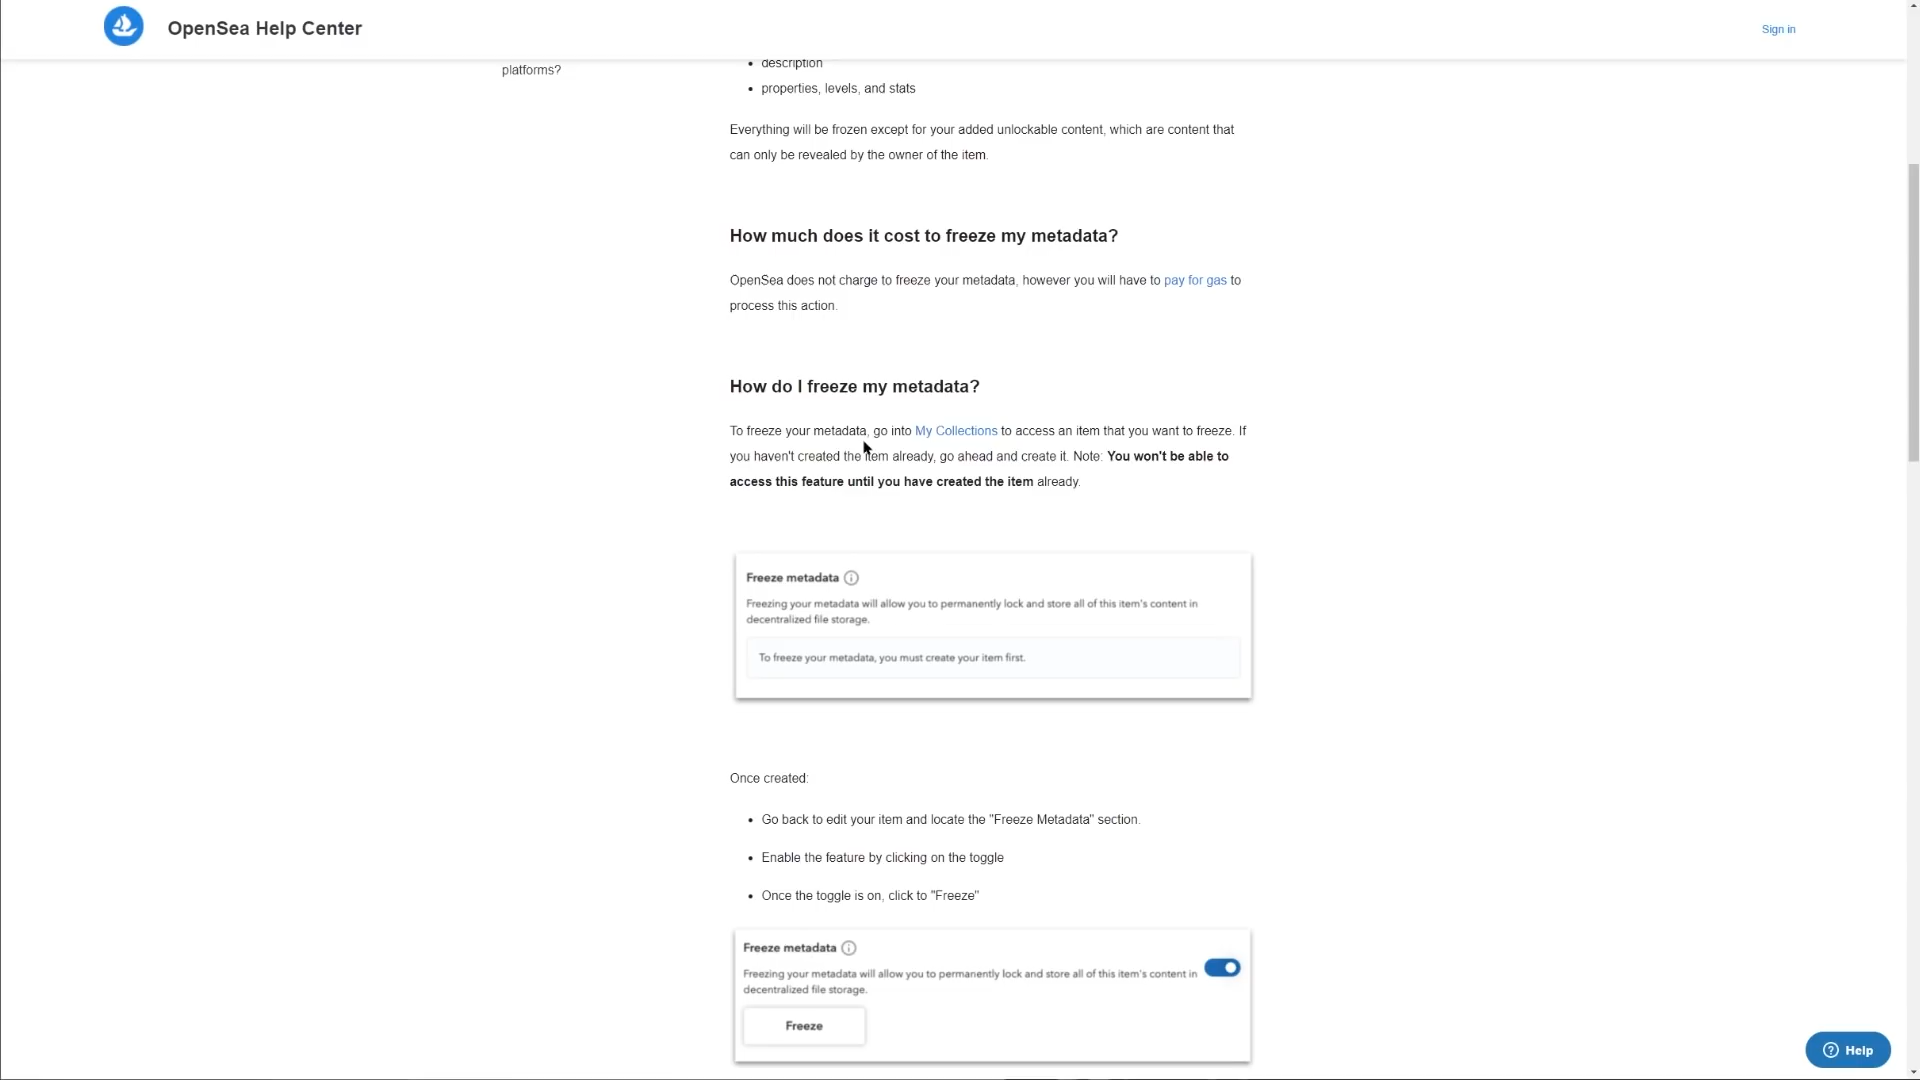 OpenSea Help Center
Sign in
platforms?
• description
• properties, levels, and stats
Everything will be frozen except for your added unlockable content, which are content that
can only be revealed by the owner of the item.
How much does it cost to freeze my metadata?
OpenSea does not charge to freeze your metadata, however you will have to pay for gas to
process this action.
How do I freeze my metadata?
To freeze your metadata, go into My Collections to access an item that you want to freeze. If
you haven't created the item already, go ahead and create it. Note: You won't be able to
access this feature until you have created the item already.
Freeze metadata
Freezing your metadata will allow you to permanently lock and store all of this item's content in
decentralized file storage.
To freeze your metadata, you must create your item first.
Once created:
• Go back to edit your item and locate the "Freeze Metadata" section.
• Enable the feature by clicking on the toggle
• Once the toggle is on, click to "Freeze"
Freeze metadata
Freezing your metadata will allow you to permanently lock and store all of this item's content in
decentralized file storage.
Freeze
Help